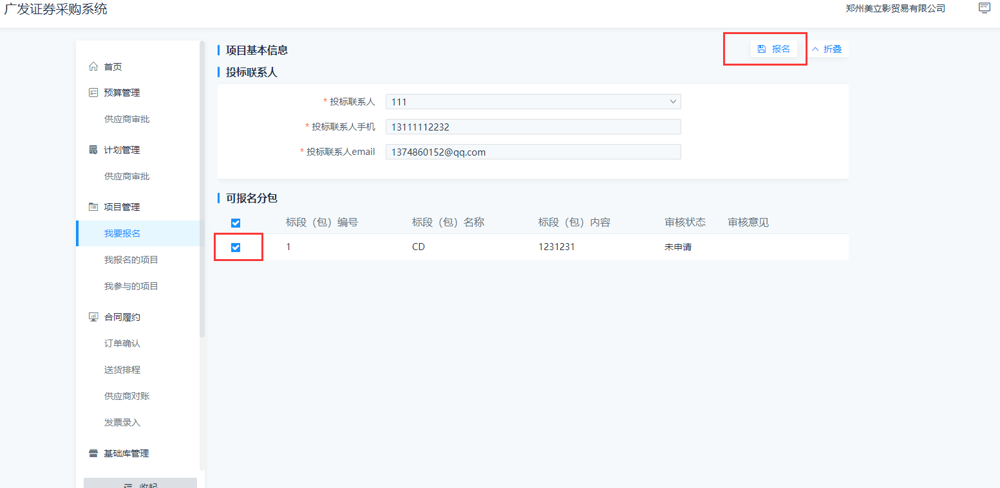 广发证券采购系统
郑州美立影贸易有限公司
首页
预算管理
供应商审批
计划管理
供应商审批
项目管理
我要报名
我报名的项目
我参与的项目
合同履约
订单确认
送货排程
供应商对账
发票录入
基础库管理
收起
项目基本信息
报名
折叠
投标联系人
* 投标联系人 111
* 投标联系人手机 13111112232
* 投标联系人email 1374860152@qq.com
可报名分包
标段（包）编号 标段（包）名称 标段（包）内容 审核状态 审核意见
1 CD 1231231 未申请